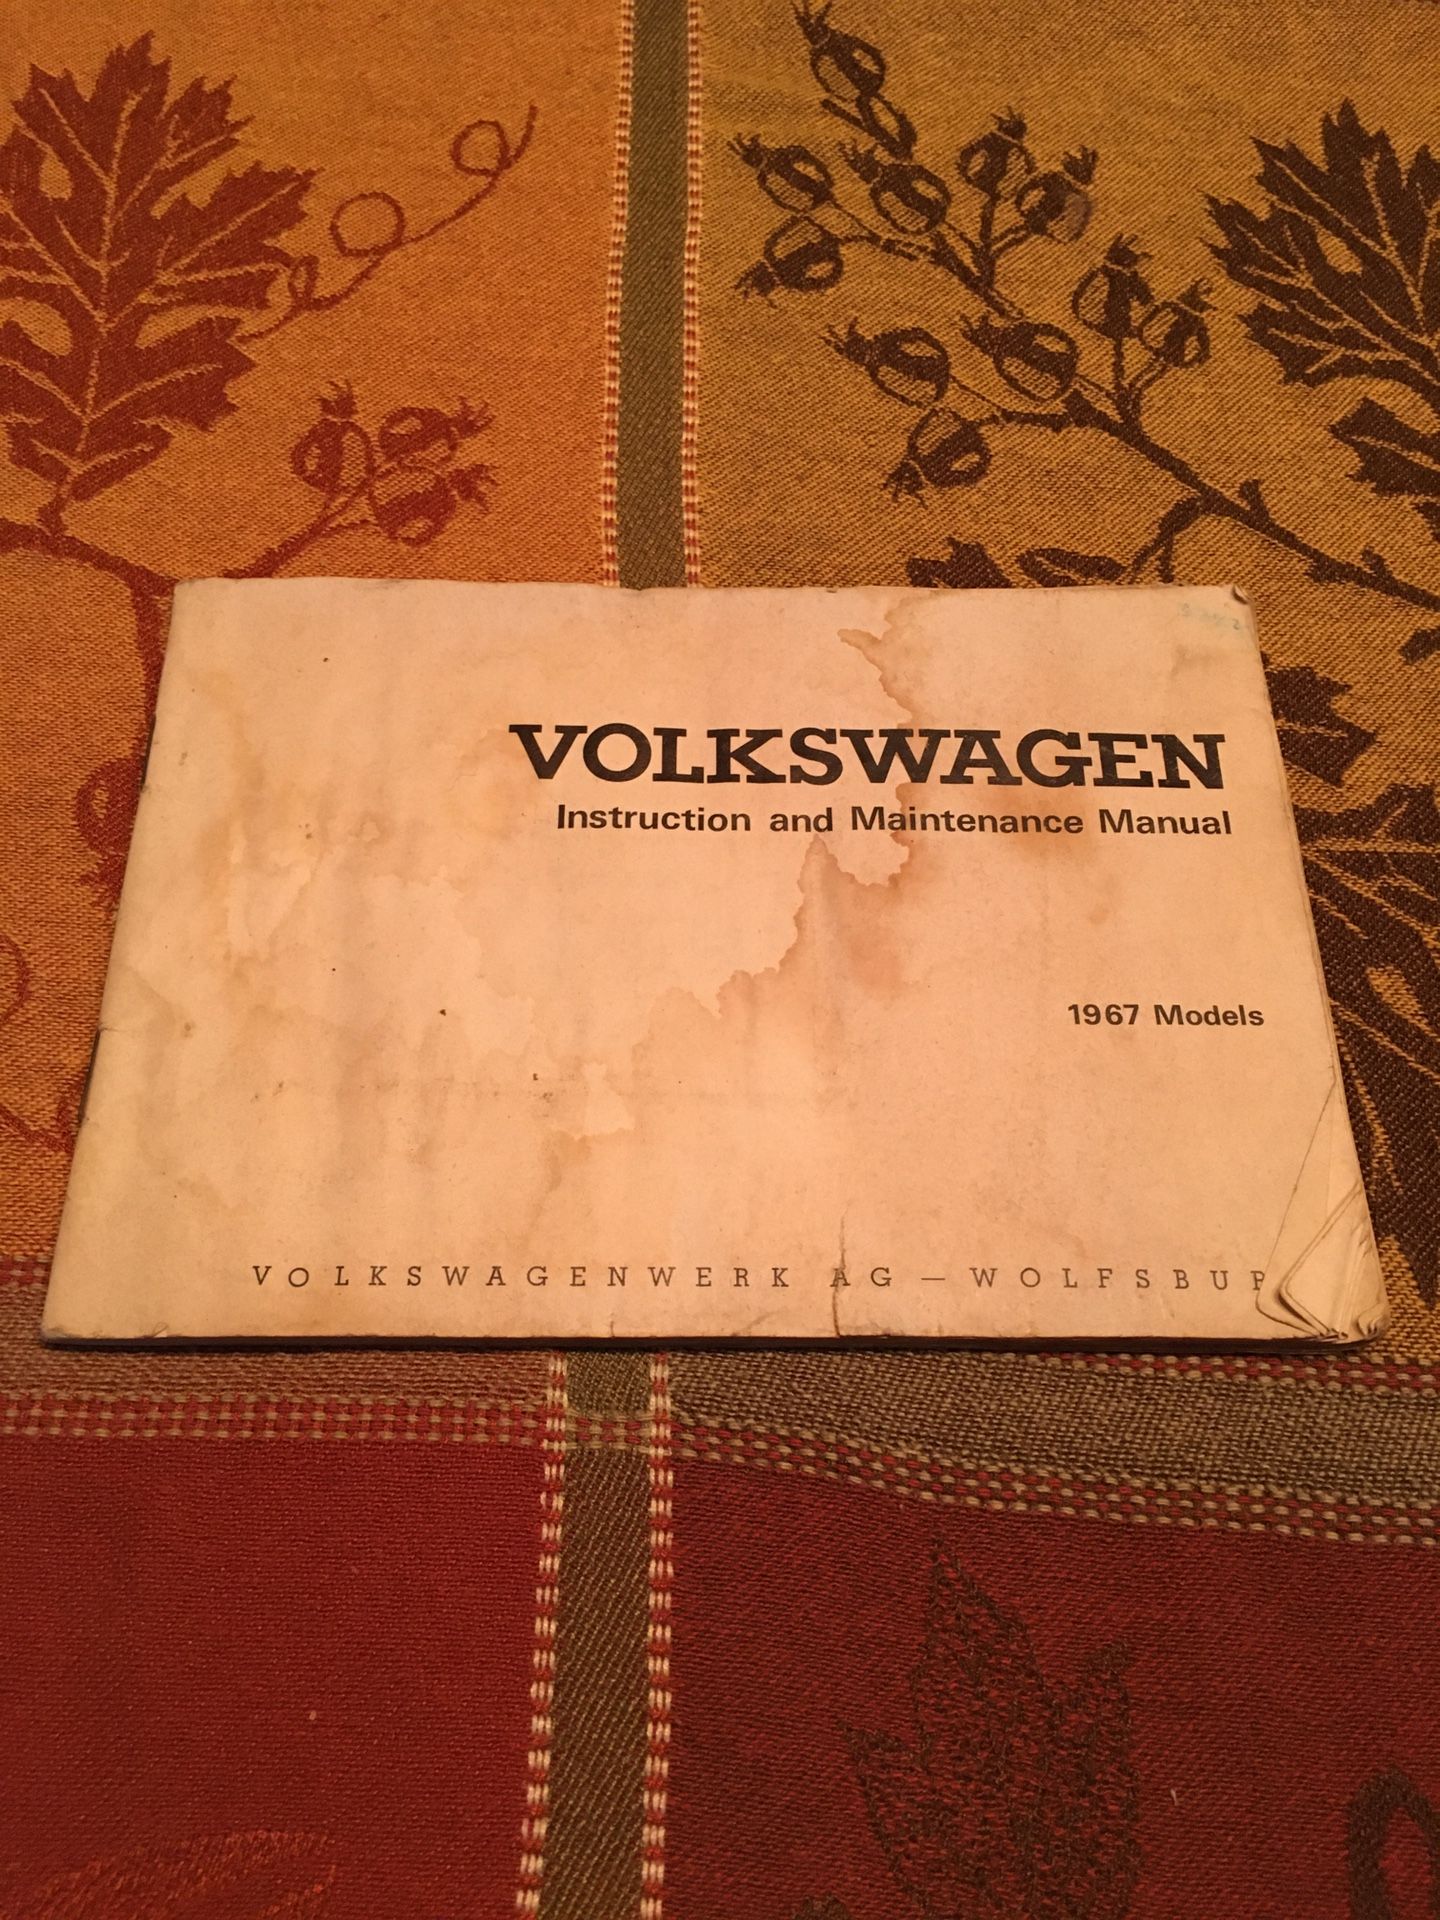 VOLKSWAGEN
Instruction and Maintenance Manual
1967 Models
VOLKSWAGENWERK AG — WOLFSBUR